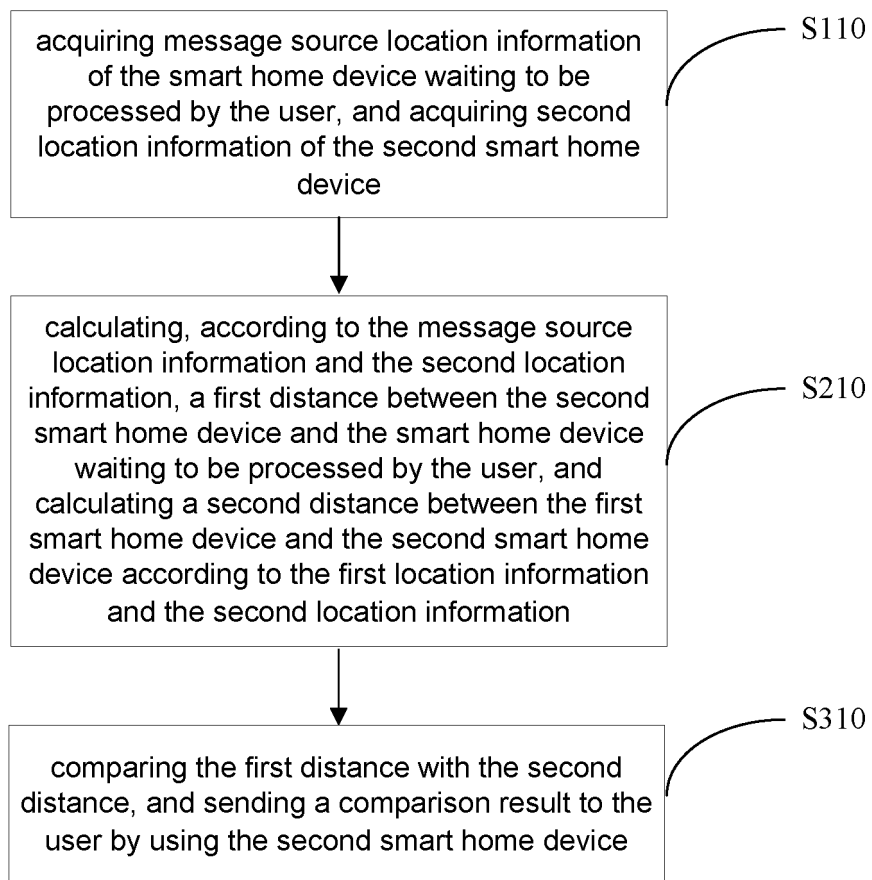 acquiring message source location information
of the smart home device waiting to be
processed by the user, and acquiring second
location information of the second smart home
device
S110
calculating, according to the message source
location information and the second location
information, a first distance between the second
smart home device and the smart home device
waiting to be processed by the user, and
calculating a second distance between the first
smart home device and the second smart home
device according to the first location information
and the second location information
S210
comparing the first distance with the second
distance, and sending a comparison result to the
user by using the second smart home device
S310